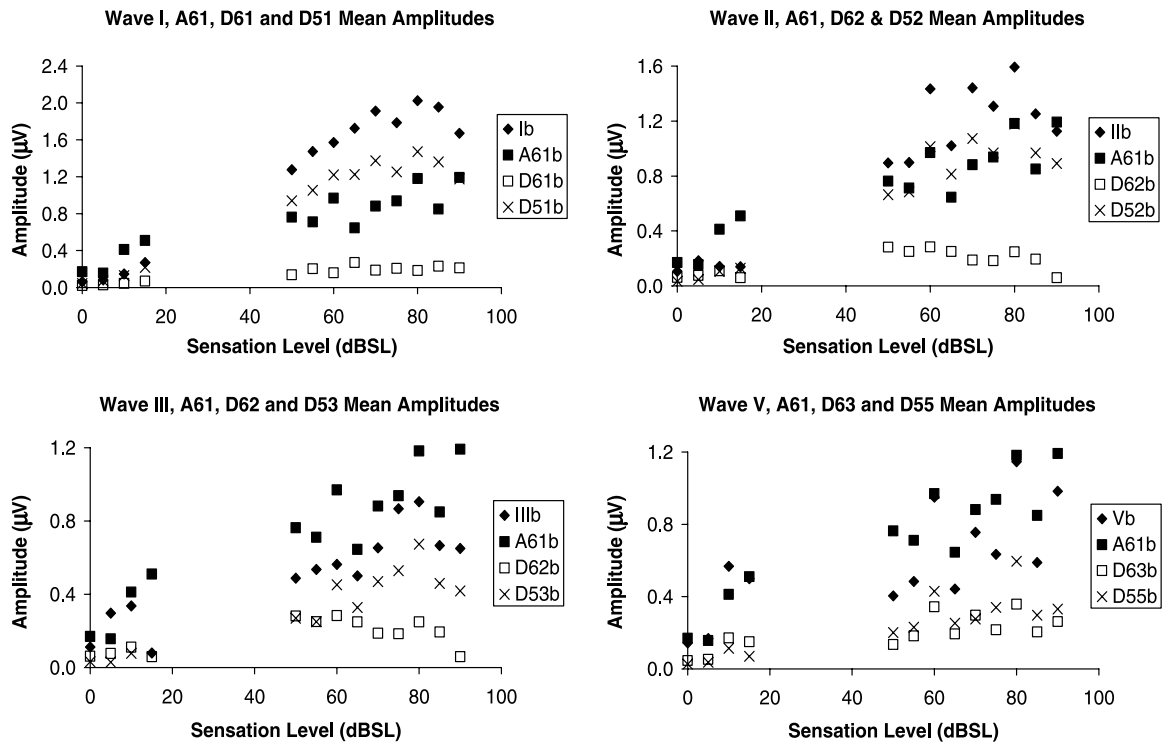 Wave I, A61, D61 and D51 Mean Amplitudes
Amplitude (µV)
2.4
2.0
1.6
1.2
0.8
0.4
0.0
0 20 40 60 80 100
Sensation Level (dBSL)
Ib
A61b
D61b
D51b
Wave II, A61, D62 & D52 Mean Amplitudes
Amplitude (µV)
1.6
1.2
0.8
0.4
0.0
0 20 40 60 80 100
Sensation Level (dBSL)
IIb
A61b
D62b
D52b
Wave III, A61, D62 and D53 Mean Amplitudes
Amplitude (µV)
1.2
0.8
0.4
0.0
0 20 40 60 80 100
Sensation Level (dBSL)
IIIb
A61b
D62b
D53b
Wave V, A61, D63 and D55 Mean Amplitudes
Amplitude (µV)
1.2
0.8
0.4
0.0
0 20 40 60 80 100
Sensation Level (dBSL)
Vb
A61b
D63b
D55b